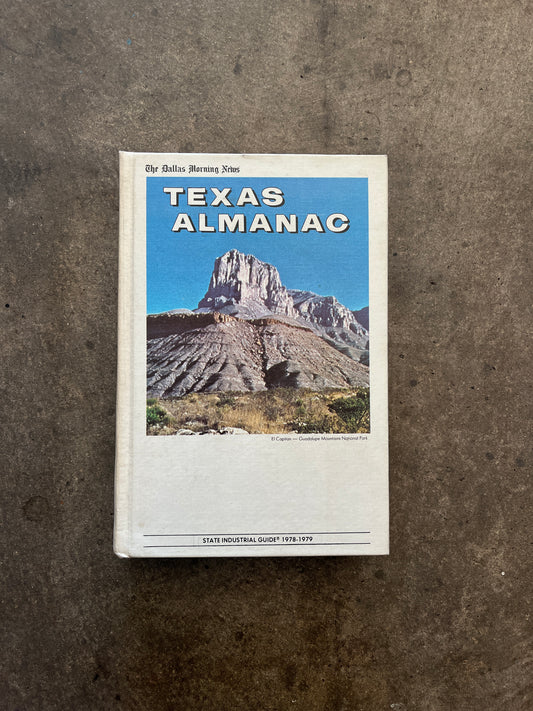 The Dallas Morning News
TEXAS
ALMANAC
El Capitan — Guadalupe Mountains National Park
STATE INDUSTRIAL GUIDE® 1978-1979